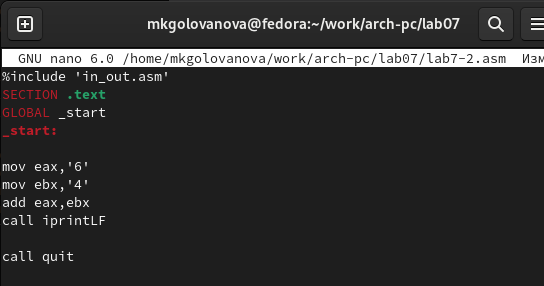 mkgolovanova@fedora:~/work/arch-pc/lab07
GNU nano 6.0 /home/mkgolovanova/work/arch-pc/lab07/lab7-2.asm Изм
%include 'in_out.asm'
SECTION .text
GLOBAL _start
_start:
mov eax,'6'
mov ebx,'4'
add eax,ebx
call iprintLF
call quit